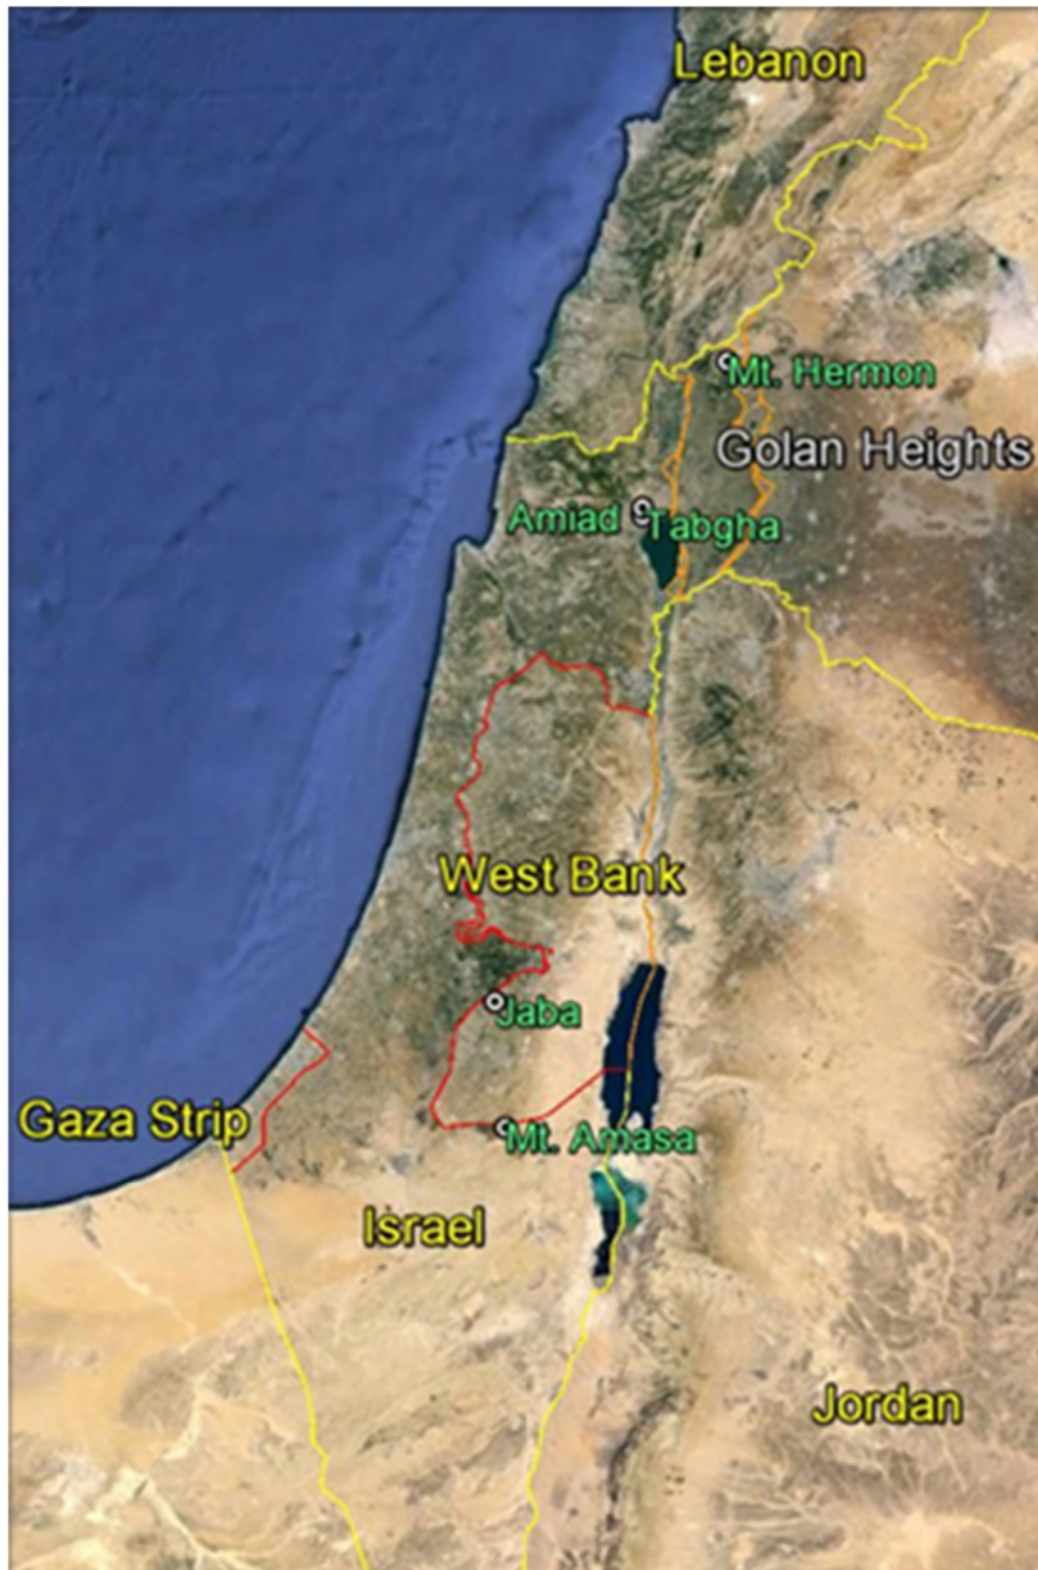 Lebanon
Mt. Hermon
Golan Heights
Amiad
Tabgha
West Bank
Jaba
Gaza Strip
Mt. Amasa
Israel
Jordan